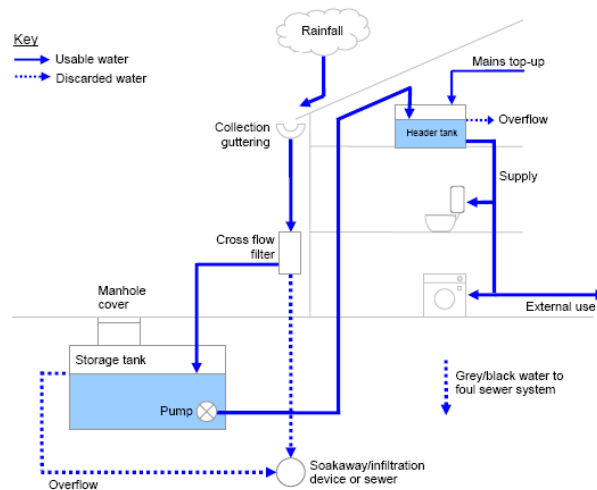 Key
Usable water
Discarded water
Rainfall
Mains top-up
Collection
guttering
Header tank
Overflow
Supply
Cross flow
filter
Manhole
cover
External use
Storage tank
Pump
Grey/black water to
foul sewer system
Overflow
Soakaway/infiltration
device or sewer